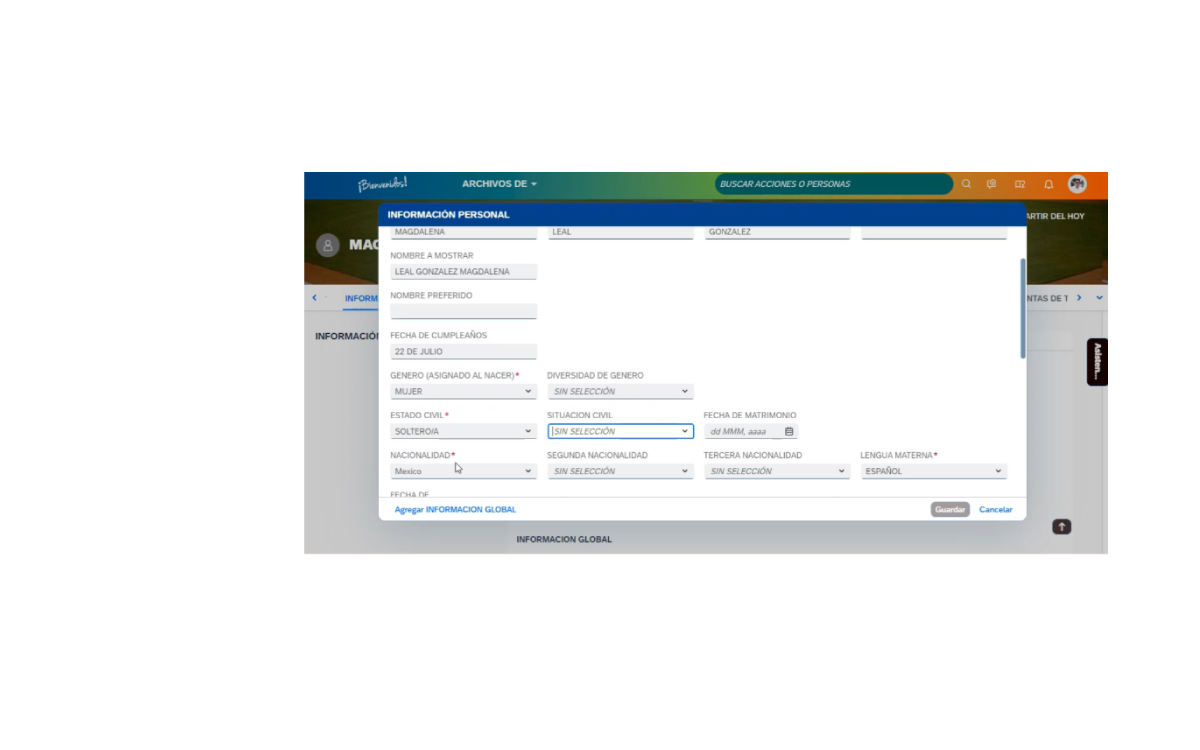 ¡Bienvenidos! ARCHIVOS DE BUSCAR ACCIONES O PERSONAS
INFORMACIÓN PERSONAL
ARTIR DEL HOY
MAGDALENA LEAL GONZALEZ
MAG
NOMBRE A MOSTRAR
LEAL GONZALEZ MAGDALENA
NOMBRE PREFERIDO
INFORM NTAS DE T
FECHA DE CUMPLEAÑOS
INFORMACIÓN
22 DE JULIO
Asisten...
GENERO (ASIGNADO AL NACER)* DIVERSIDAD DE GENERO
MUJER SIN SELECCIÓN
ESTADO CIVIL* SITUACION CIVIL FECHA DE MATRIMONIO
SOLTERO/A SIN SELECCIÓN dd MMM, aaaa
NACIONALIDAD* SEGUNDA NACIONALIDAD TERCERA NACIONALIDAD LENGUA MATERNA*
Mexico SIN SELECCIÓN SIN SELECCIÓN ESPAÑOL
FECHA DE
Agregar INFORMACION GLOBAL Guardar Cancelar
INFORMACION GLOBAL